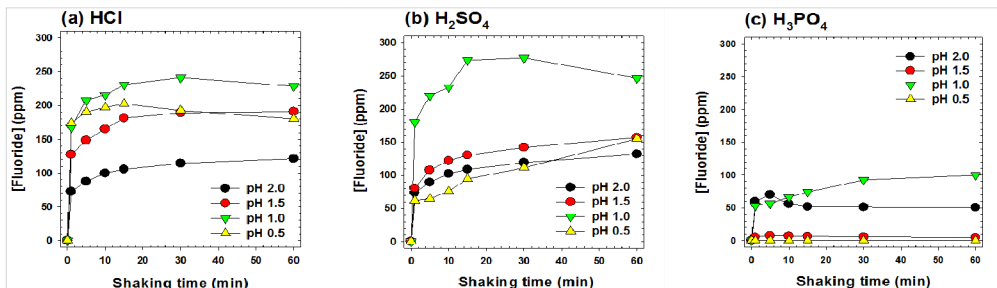 (a) HCl
[Fluoride] (ppm)
300
250
200
150
100
50
0
pH 2.0
pH 1.5
pH 1.0
pH 0.5
0 10 20 30 40 50 60
Shaking time (min)
(b) H₂SO₄
[Fluoride] (ppm)
300
250
200
150
100
50
0
pH 2.0
pH 1.5
pH 1.0
pH 0.5
0 10 20 30 40 50 60
Shaking time (min)
(c) H₃PO₄
[Fluoride] (ppm)
300
250
200
150
100
50
0
pH 2.0
pH 1.5
pH 1.0
pH 0.5
0 10 20 30 40 50 60
Shaking time (min)